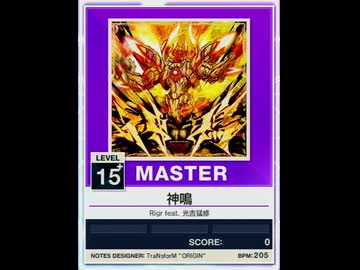 LEVEL
15+
MASTER
神鳴
Rigr feat. 光吉猛修
SCORE: 0
NOTES DESIGNER: TraNsforM "ORIGIN" BPM: 205